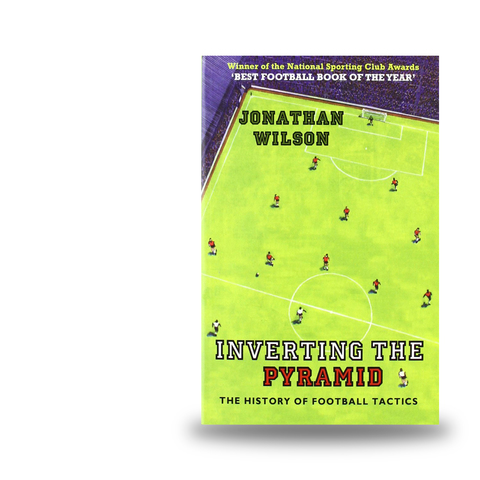 Winner of the National Sporting Club Awards
‘BEST FOOTBALL BOOK OF THE YEAR’
JONATHAN
WILSON
INVERTING THE
PYRAMID
THE HISTORY OF FOOTBALL TACTICS